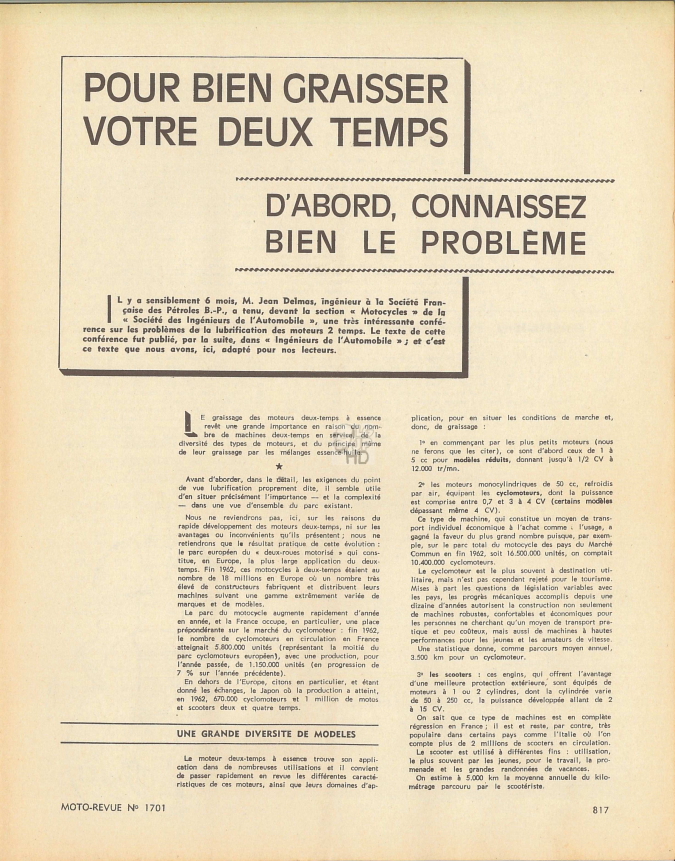 POUR BIEN GRAISSER
VOTRE DEUX TEMPS
D'ABORD, CONNAISSEZ
BIEN LE PROBLÈME
IL y a sensiblement 6 mois, M. Jean Delmas, ingénieur à la Société Fran-
çaise des Pétroles B.-P., a tenu, devant la section « Motocycles » de la
« Société des Ingénieurs de l'Automobile », une très intéressante confé-
rence sur les problèmes de la lubrification des moteurs 2 temps. Le texte de cette
conférence fut publié, par la suite, dans « Ingénieurs de l'Automobile » ; et c'est
ce texte que nous avons, ici, adapté pour nos lecteurs.
LE graissage des moteurs deux-temps à essence
revêt une grande importance en raison du nom-
bre de machines deux-temps en service, de la
diversité des types de moteurs, et du principe même
de leur graissage par les mélanges essence-huile.
★
Avant d'aborder, dans le détail, les exigences du point
de vue lubrification proprement dite, il semble utile
d'en situer précisément l'importance — et la complexité
— dans une vue d'ensemble du parc existant.
Nous ne reviendrons pas, ici, sur les raisons du
rapide développement des moteurs deux-temps, ni sur les
avantages ou inconvénients qu'ils présentent ; nous ne
retiendrons que le résultat pratique de cette évolution :
le parc européen du « deux-roues motorisé » qui cons-
titue, en Europe, la plus large application du deux-
temps. Fin 1962, ces motocycles à deux-temps étaient au
nombre de 18 millions en Europe où un nombre très
élevé de constructeurs fabriquent et distribuent leurs
machines suivant une gamme extrêmement variée de
marques et de modèles.
Le parc du motocycle augmente rapidement d'année
en année, et la France occupe, en particulier, une place
prépondérante sur le marché du cyclomoteur : fin 1962,
le nombre de cyclomoteurs en circulation en France
atteignait 5.800.000 unités (représentant la moitié du
parc cyclomoteurs européen), avec une production, pour
l'année passée, de 1.150.000 unités (en progression de
7 % sur l'année précédente).
En dehors de l'Europe, citons en particulier, et étant
donné les échanges, le Japon où la production a atteint,
en 1962, 670.000 cyclomoteurs et 1 million de motos
et scooters deux et quatre temps.
UNE GRANDE DIVERSITE DE MODELES
Le moteur deux-temps à essence trouve son appli-
cation dans de nombreuses utilisations et il convient
de passer rapidement en revue les différentes caracté-
ristiques de ces moteurs, ainsi que leurs domaines d'ap-
plication, pour en situer les conditions de marche et,
donc, de graissage :
1° en commençant par les plus petits moteurs (nous
ne ferons que les citer), ce sont d'abord ceux de 1 à
5 cc pour modèles réduits, donnant jusqu'à 1/2 CV à
12.000 tr/mn.
2° les moteurs monocylindriques de 50 cc, refroidis
par air, équipant les cyclomoteurs, dont la puissance
est comprise entre 0,7 et 3 à 4 CV (certains modèles
dépassant même 4 CV).
Ce type de machine, qui constitue un moyen de trans-
port individuel économique à l'achat comme à l'usage, a
gagné la faveur du plus grand nombre puisque, par exem-
ple, sur le parc total du motocycle des pays du Marché
Commun en fin 1962, soit 16.500.000 unités, on comptait
10.400.000 cyclomoteurs.
Le cyclomoteur est le plus souvent à destination uti-
litaire, mais n'est pas cependant rejeté pour le tourisme.
Mises à part les questions de législation variables avec
les pays, les progrès mécaniques accomplis depuis une
dizaine d'années autorisent la construction non seulement
de machines robustes, confortables et économiques pour
les personnes ne cherchant qu'un moyen de transport pra-
tique et peu coûteux, mais aussi de machines à hautes
performances pour les jeunes et les amateurs de vitesse.
Une statistique donne, comme parcours moyen annuel,
3.500 km pour un cyclomoteur.
3° les scooters : ces engins, qui offrent l'avantage
d'une meilleure protection extérieure, sont équipés de
moteurs à 1 ou 2 cylindres, dont la cylindrée varie
de 50 à 250 cc, la puissance développée allant de 2
à 15 CV.
On sait que ce type de machines est en complète
régression en France ; il est et reste, par contre, très
populaire dans certains pays comme l'Italie où l'on
compte plus de 2 millions de scooters en circulation.
Le scooter est utilisé à différentes fins : utilisation,
le plus souvent par les jeunes, pour le travail, la pro-
menade et les grandes randonnées de vacances.
On estime à 5.000 km la moyenne annuelle du kilo-
métrage parcouru par le scootériste.
MOTO-REVUE N° 1701
817